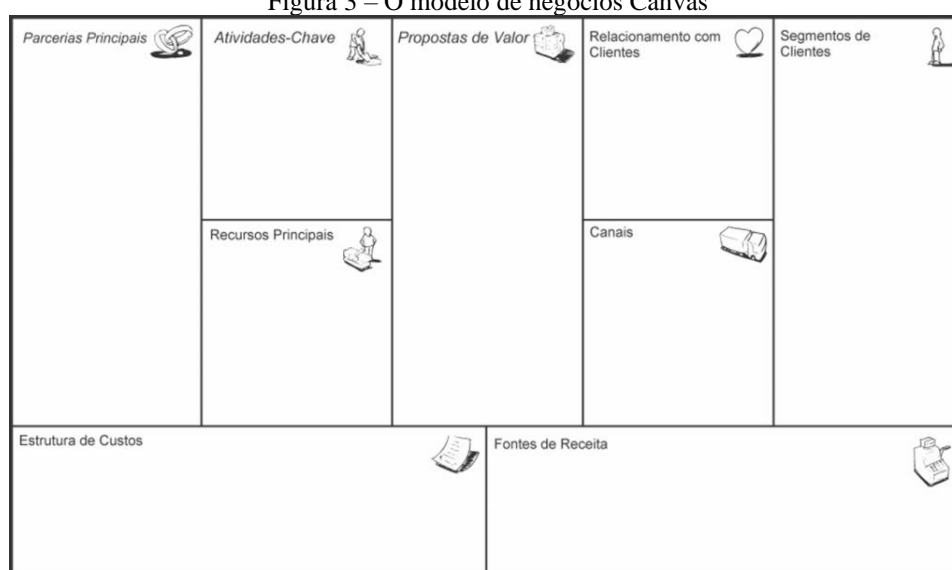 Figura 3 – O modelo de negócios Canvas
Parcerias Principais
Atividades-Chave
Propostas de Valor
Relacionamento com
Clientes
Segmentos de
Clientes
Recursos Principais
Canais
Estrutura de Custos
Fontes de Receita